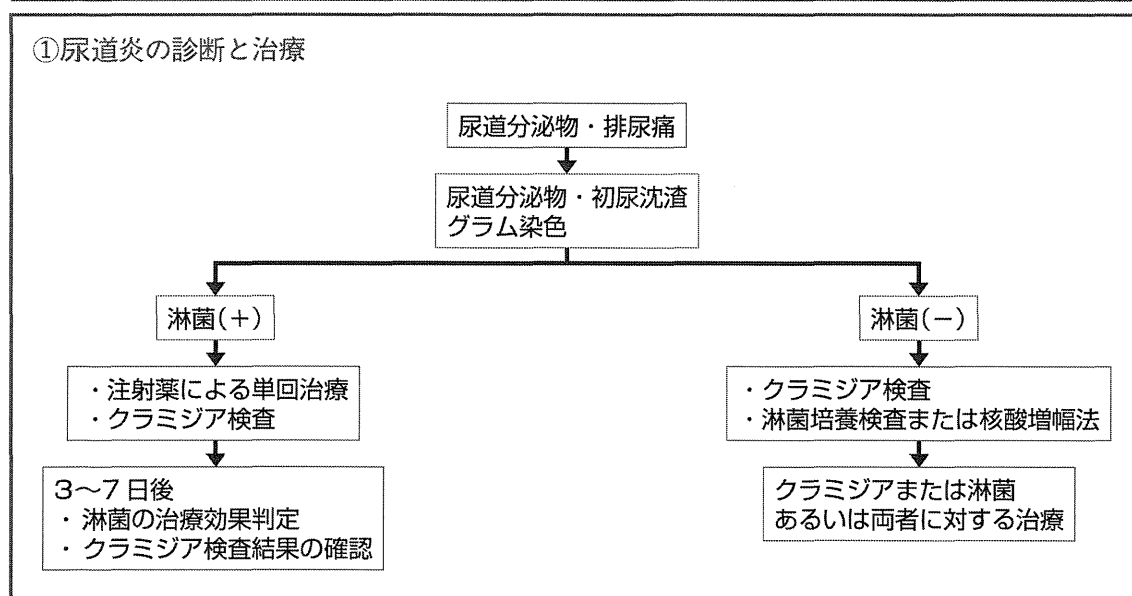 ①尿道炎の診断と治療
尿道分泌物・排尿痛
尿道分泌物・初尿沈渣
グラム染色
淋菌(+)
淋菌(−)
・注射薬による単回治療
・クラミジア検査
・クラミジア検査
・淋菌培養検査または核酸増幅法
3〜7日後
・淋菌の治療効果判定
・クラミジア検査結果の確認
クラミジアまたは淋菌
あるいは両者に対する治療